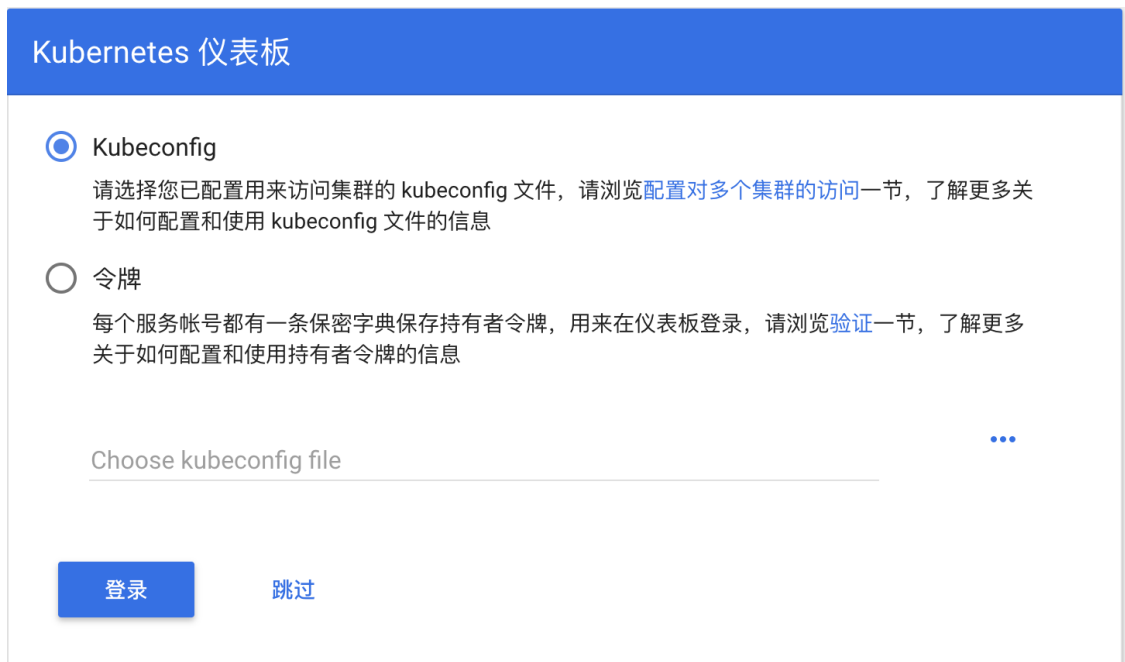 Kubernetes 仪表板
Kubeconfig
请选择您已配置用来访问集群的 kubeconfig 文件，请浏览配置对多个集群的访问一节，了解更多关
于如何配置和使用 kubeconfig 文件的信息
令牌
每个服务帐号都有一条保密字典保存持有者令牌，用来在仪表板登录，请浏览验证一节，了解更多
关于如何配置和使用持有者令牌的信息
Choose kubeconfig file
登录
跳过